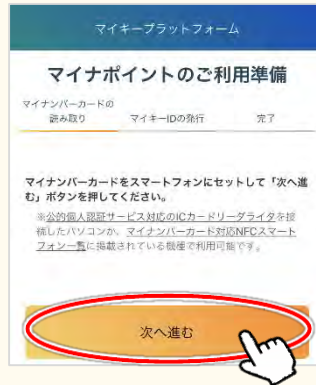 マイキープラットフォーム
マイナポイントのご利用準備
マイナンバーカードの
読み取り
マイキーIDの発行
完了
マイナンバーカードをスマートフォンにセットして「次へ進
む」ボタンを押してください。
※公的個人認証サービス対応のICカードリーダライタを接
続したパソコンか、マイナンバーカード対応NFCスマート
フォン一覧に掲載されている機種で利用可能です。
次へ進む